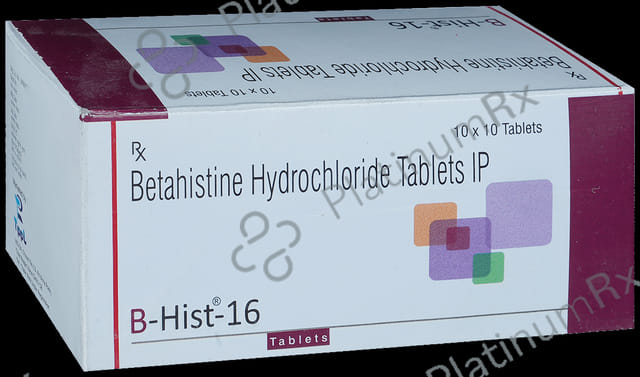 B-Hist-16
Rx
Betahistine Hydrochloride Tablets IP
10 x 10 Tablets
10 x 10 Tablets
Rx
Betahistine Hydrochloride Tablets IP
B-Hist®-16
Tablets
PlatinumRx
PlatinumRx
PlatinumRx